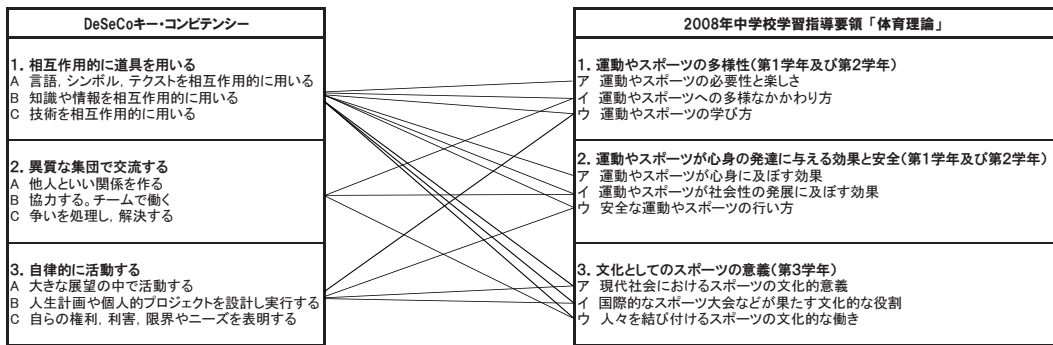 DeSeCoキー・コンピテンシー
1. 相互作用的に道具を用いる
A 言語, シンボル, テクストを相互作用的に用いる
B 知識や情報を相互作用的に用いる
C 技術を相互作用的に用いる
2. 異質な集団で交流する
A 他人といい関係を作る
B 協力する。チームで働く
C 争いを処理し, 解決する
3. 自律的に活動する
A 大きな展望の中で活動する
B 人生計画や個人的プロジェクトを設計し実行する
C 自らの権利, 利害, 限界やニーズを表明する
2008年中学校学習指導要領「体育理論」
1. 運動やスポーツの多様性(第1学年及び第2学年)
ア 運動やスポーツの必要性と楽しさ
イ 運動やスポーツへの多様なかかわり方
ウ 運動やスポーツの学び方
2. 運動やスポーツが心身の発達に与える効果と安全(第1学年及び第2学年)
ア 運動やスポーツが心身に及ぼす効果
イ 運動やスポーツが社会性の発展に及ぼす効果
ウ 安全な運動やスポーツの行い方
3. 文化としてのスポーツの意義(第3学年)
ア 現代社会におけるスポーツの文化的意義
イ 国際的なスポーツ大会などが果たす文化的な役割
ウ 人々を結び付けるスポーツの文化的な働き